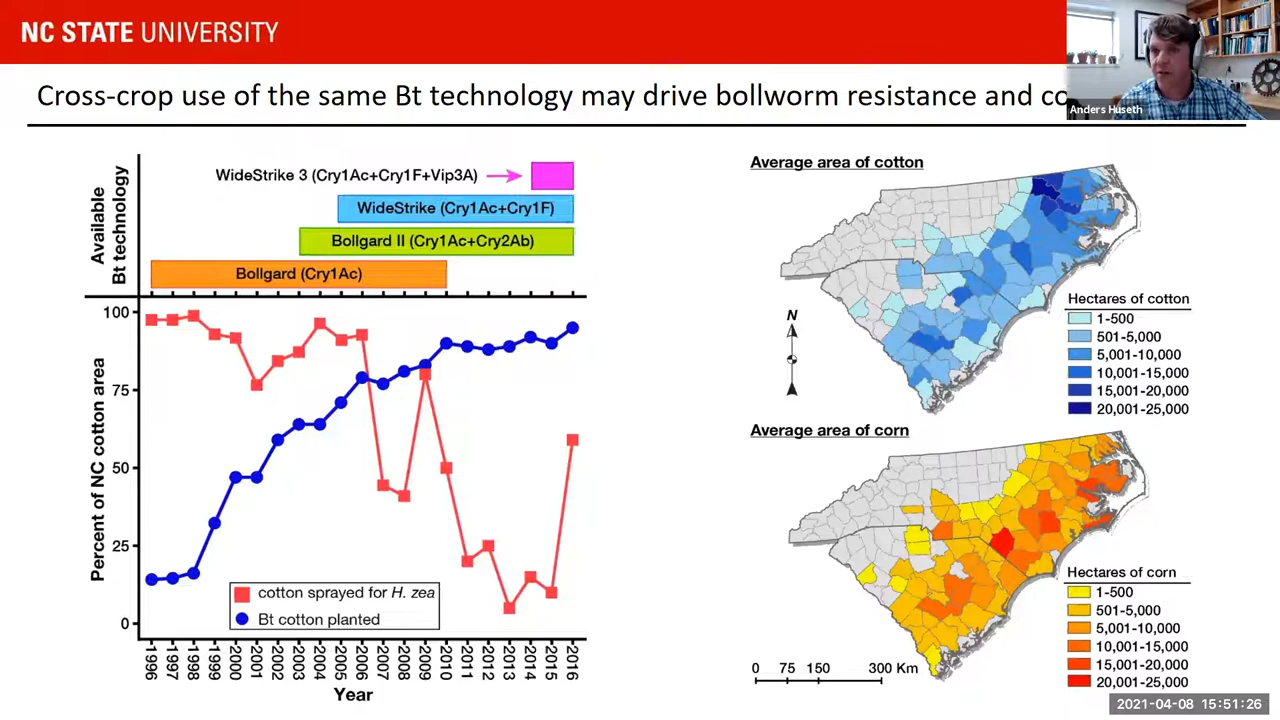 NC STATE UNIVERSITY
Cross-crop use of the same Bt technology may drive bollworm resistance and co
Anders Huseth
Available
Bt technology
WideStrike 3 (Cry1Ac+Cry1F+Vip3A)
WideStrike (Cry1Ac+Cry1F)
Bollgard II (Cry1Ac+Cry2Ab)
Bollgard (Cry1Ac)
Percent of NC cotton area
100
75
50
25
0
cotton sprayed for H. zea
Bt cotton planted
1996 1997 1998 1999 2000 2001 2002 2003 2004 2005 2006 2007 2008 2009 2010 2011 2012 2013 2014 2015 2016
Year
Average area of cotton
N
Hectares of cotton
1-500
501-5,000
5,001-10,000
10,001-15,000
15,001-20,000
20,001-25,000
Average area of corn
Hectares of corn
1-500
501-5,000
5,001-10,000
10,001-15,000
15,001-20,000
20,001-25,000
0 75 150 300 Km
2021-04-08 15:51:26